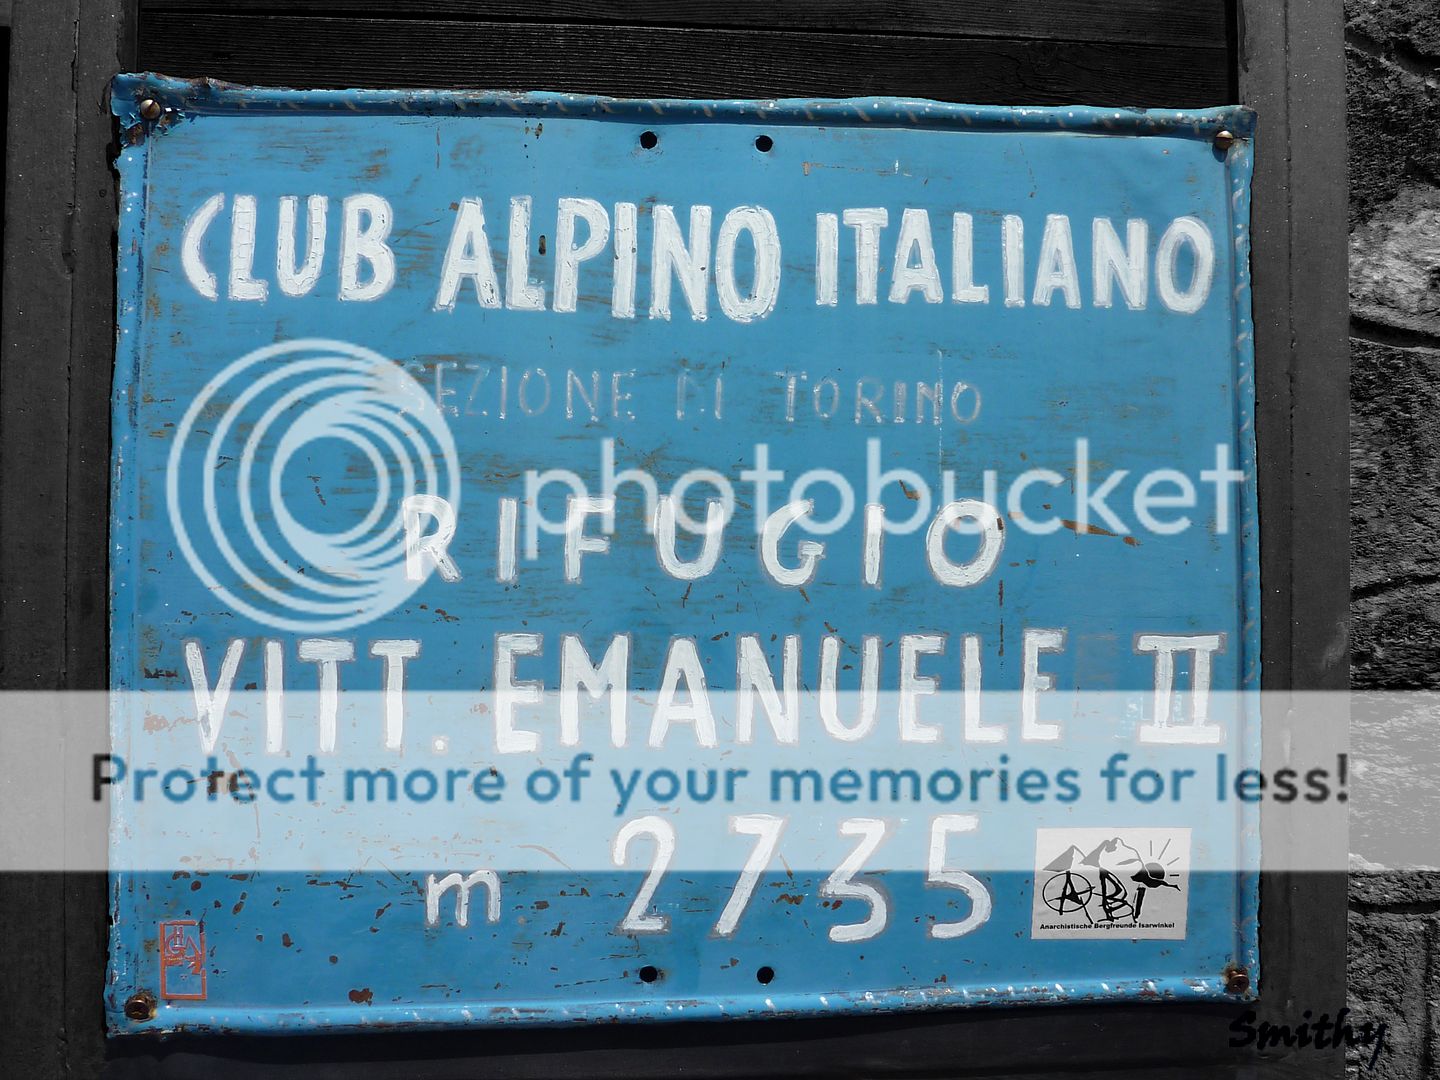 CLUB ALPINO ITALIANO
SEZIONE DI TORINO
photobucket
RIFUGIO
VITT. EMANUELE II
Protect more of your memories for less!
m 2735
ABI
Anarchistische Bergfreunde Isarwinkel
Smithy